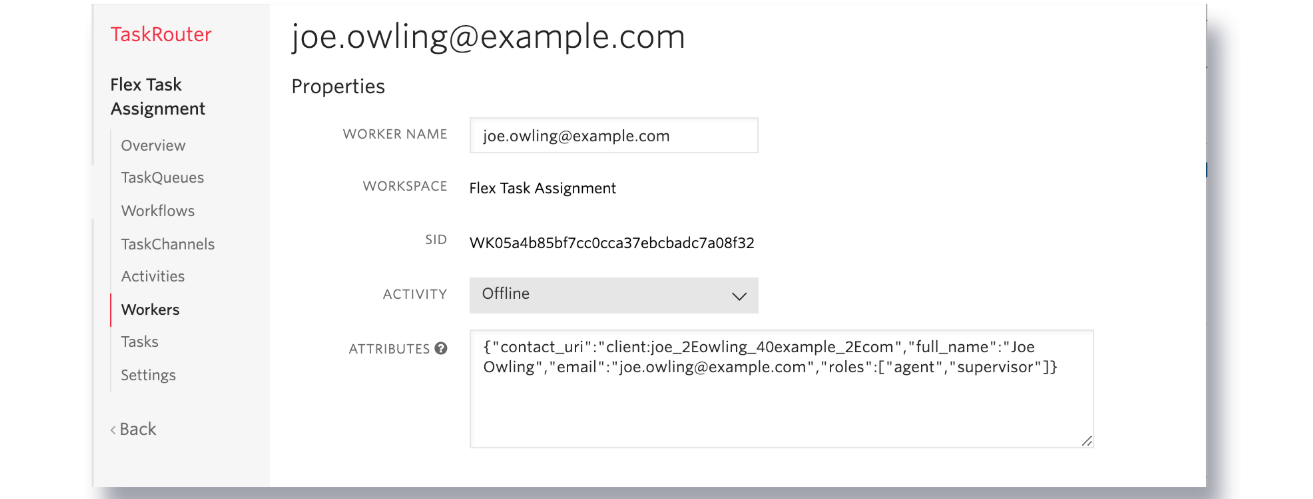 TaskRouter
Flex Task
Assignment
Overview
TaskQueues
Workflows
TaskChannels
Activities
Workers
Tasks
Settings
‹ Back
joe.owling@example.com
Properties
WORKER NAME joe.owling@example.com
WORKSPACE Flex Task Assignment
SID WK05a4b85bf7cc0cca37ebcbadc7a08f32
ACTIVITY Offline
ATTRIBUTES ? {"contact_uri":"client:joe_2Eowling_40example_2Ecom","full_name":"Joe
Owling","email":"joe.owling@example.com","roles":["agent","supervisor"]}